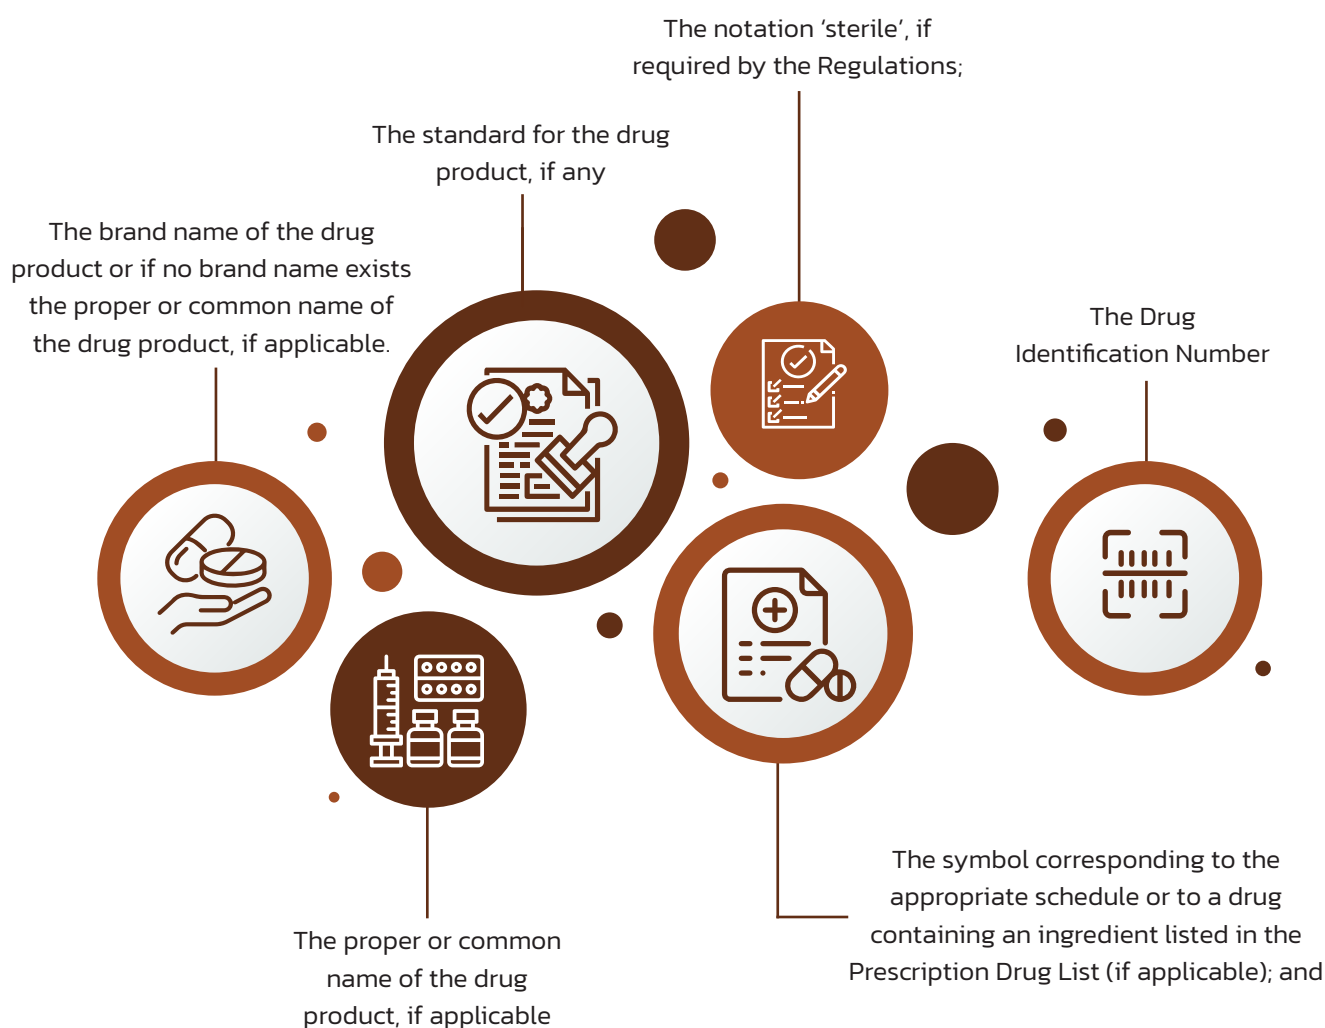 The notation ‘sterile’, if
required by the Regulations;
The standard for the drug
product, if any
The brand name of the drug
product or if no brand name exists
the proper or common name of
the drug product, if applicable.
The Drug
Identification Number
The symbol corresponding to the
appropriate schedule or to a drug
containing an ingredient listed in the
Prescription Drug List (if applicable); and
The proper or common
name of the drug
product, if applicable